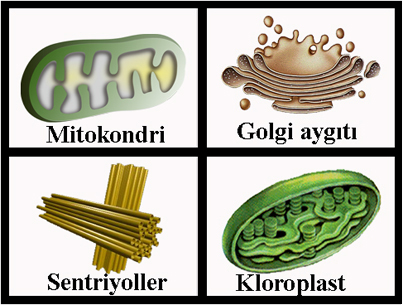 Mitokondri
Golgi aygıtı
Sentriyoller
Kloroplast